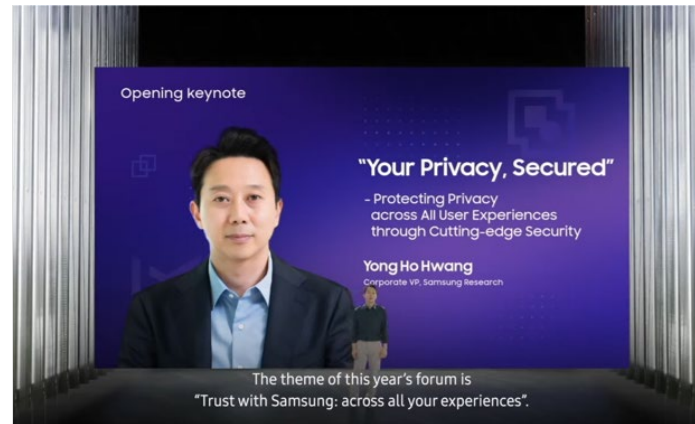 Opening keynote
"Your Privacy, Secured"
- Protecting Privacy
across All User Experiences
through Cutting-edge Security
Yong Ho Hwang
Corporate VP, Samsung Research
The theme of this year's forum is
"Trust with Samsung: across all your experiences".